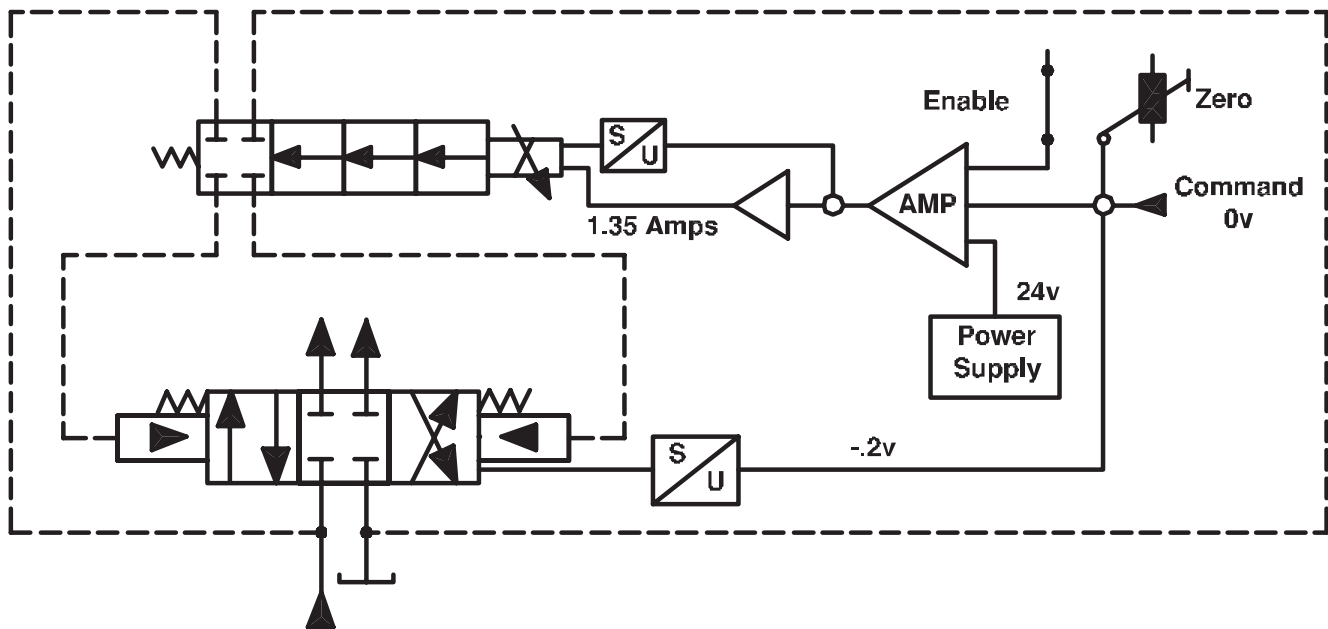 Enable
Zero
S
U
AMP
Command
0v
1.35 Amps
24v
Power
Supply
S
U
-.2v